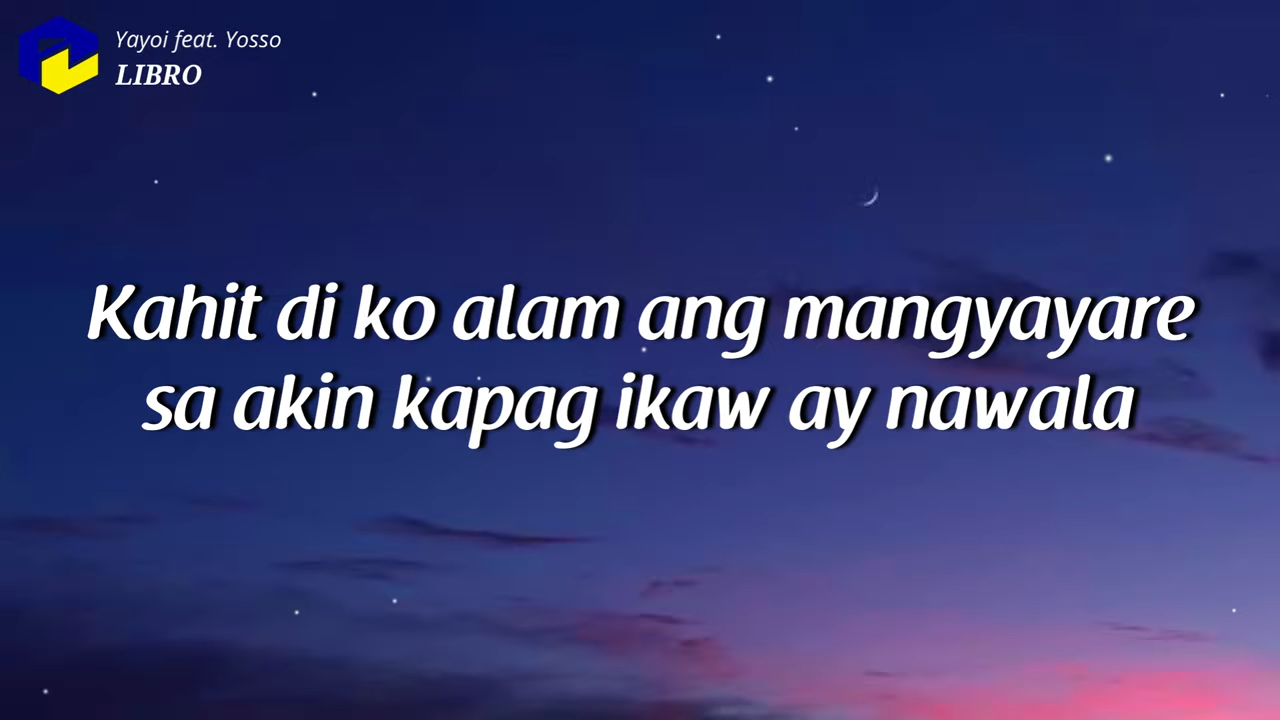 Yayoi feat. Yosso
LIBRO
Kahit di ko alam ang mangyayare
sa akin kapag ikaw ay nawala